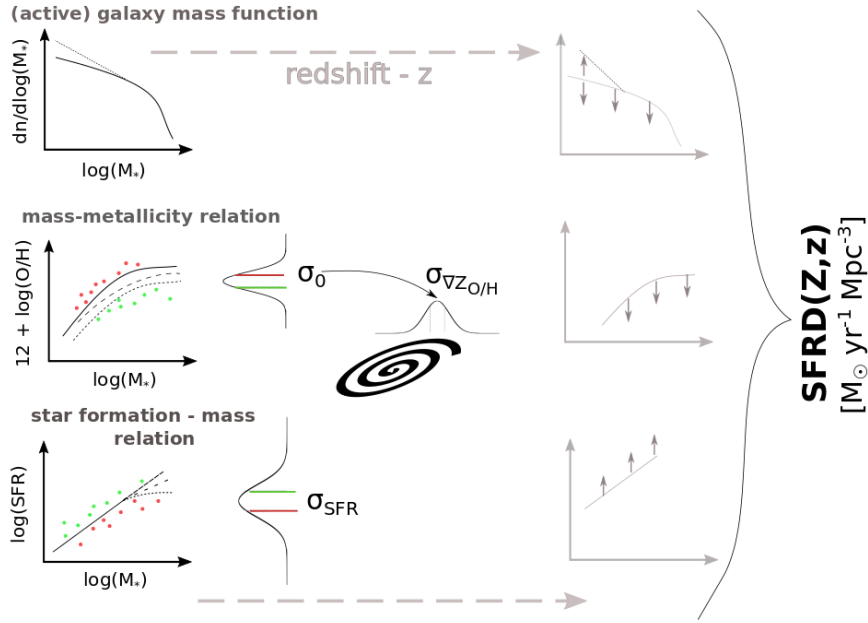 (active) galaxy mass function
dn/dlog(M*)
log(M*)
redshift - z
mass-metallicity relation
12 + log(O/H)
log(M*)
σ0
σ∇ZO/H
star formation - mass
relation
log(SFR)
log(M*)
σSFR
SFRD(Z,z)
[M⊙ yr-1 Mpc-3]